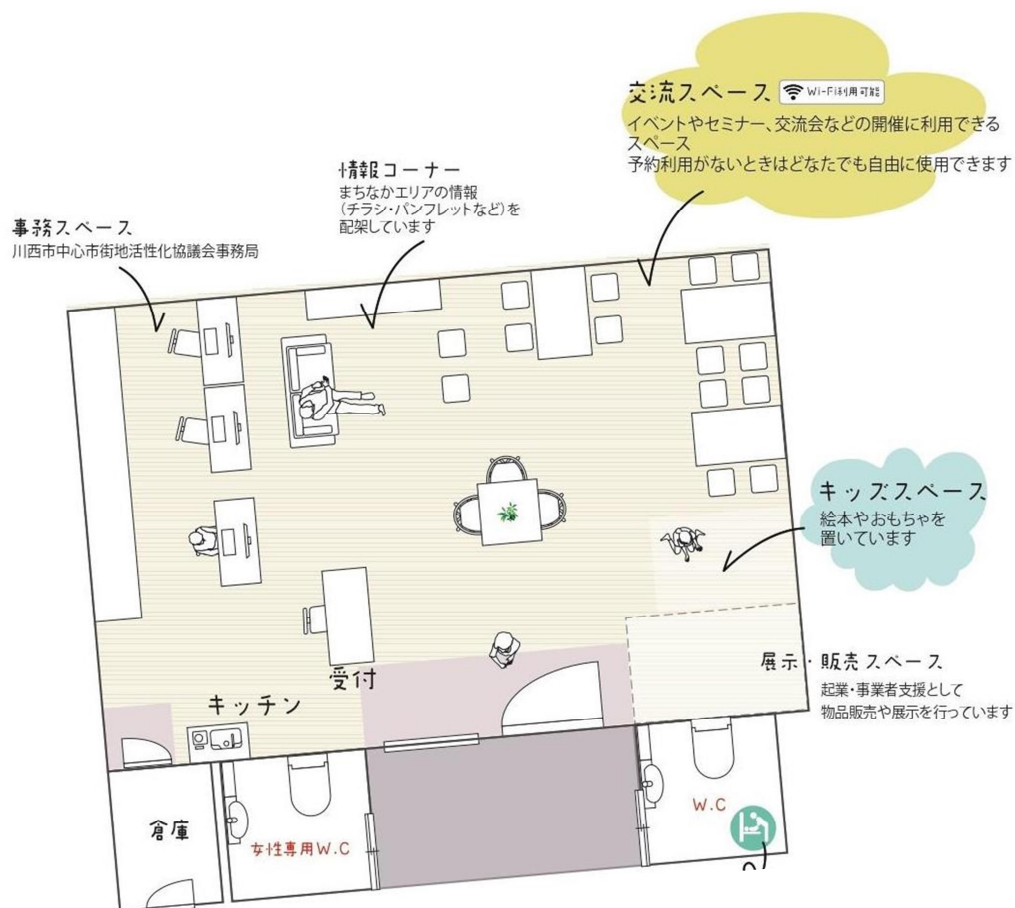 交流スペース Wi-Fi利用可能
イベントやセミナー、交流会などの開催に利用できる
スペース
予約利用がないときはどなたでも自由に使用できます
情報コーナー
まちなかエリアの情報
(チラシ・パンフレットなど)を
配架しています
事務スペース
川西市中心市街地活性化協議会事務局
キッズスペース
絵本やおもちゃを
置いています
展示・販売スペース
起業・事業者支援として
物品販売や展示を行っています
受付
キッチン
倉庫
女性専用W.C
W.C